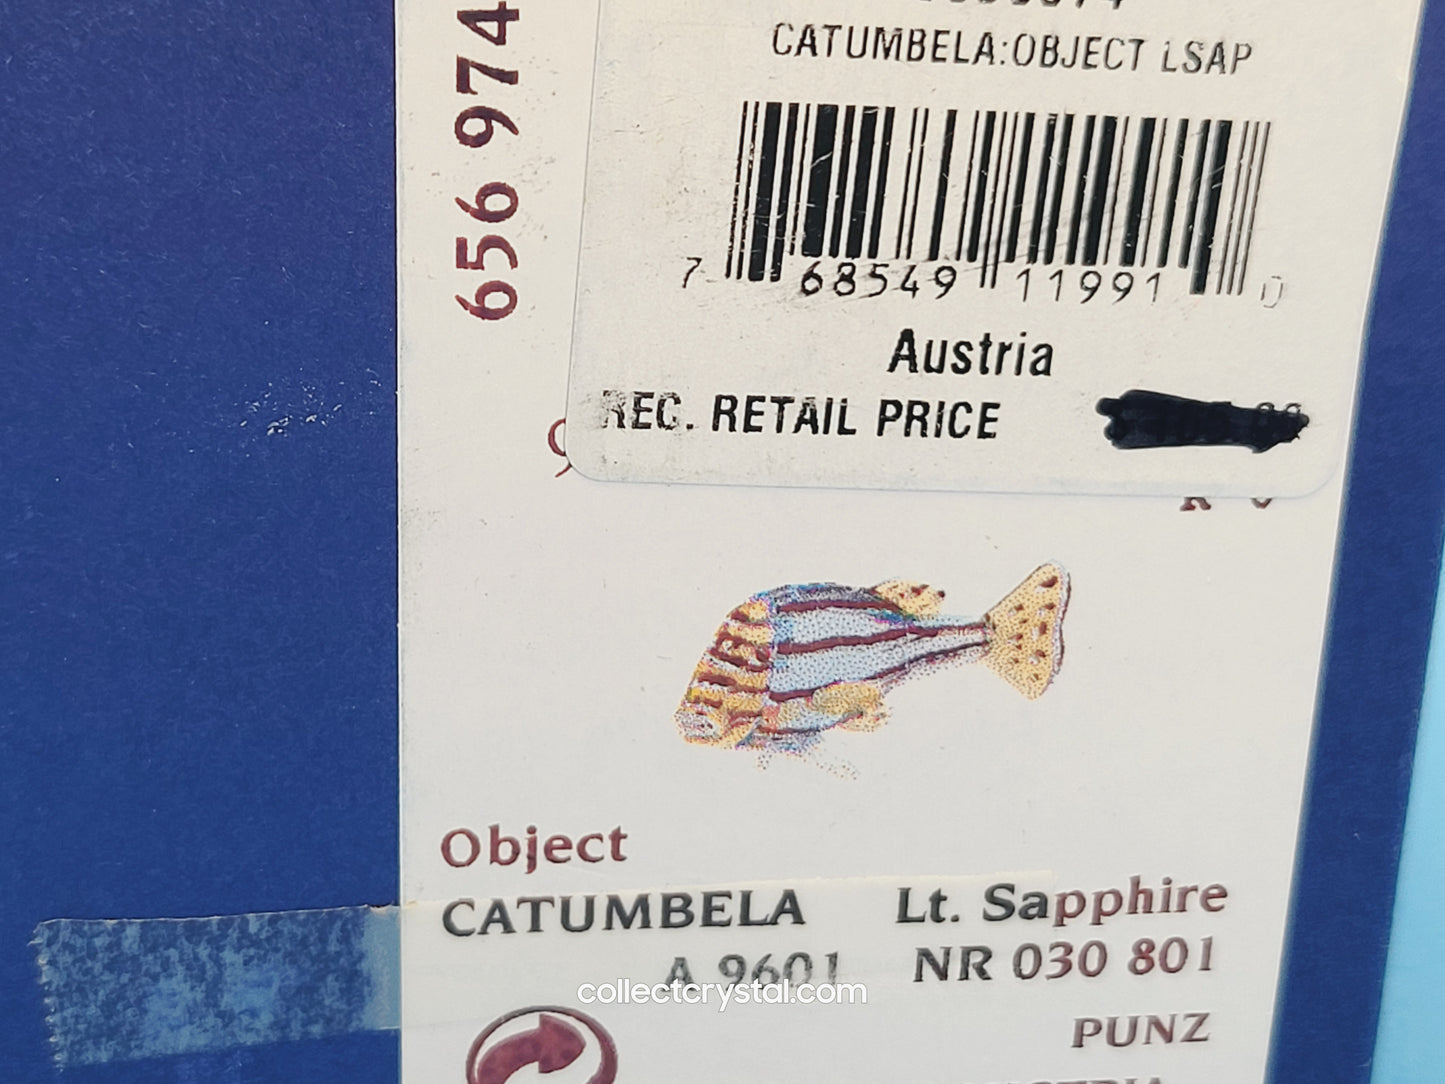 656 974
CATUMBELA:OBJECT LSAP
7 68549 11991 0
Austria
REC. RETAIL PRICE
Object
CATUMBELA Lt. Sapphire
A 9601 NR 030 801
collectcrystal.com
PUNZ